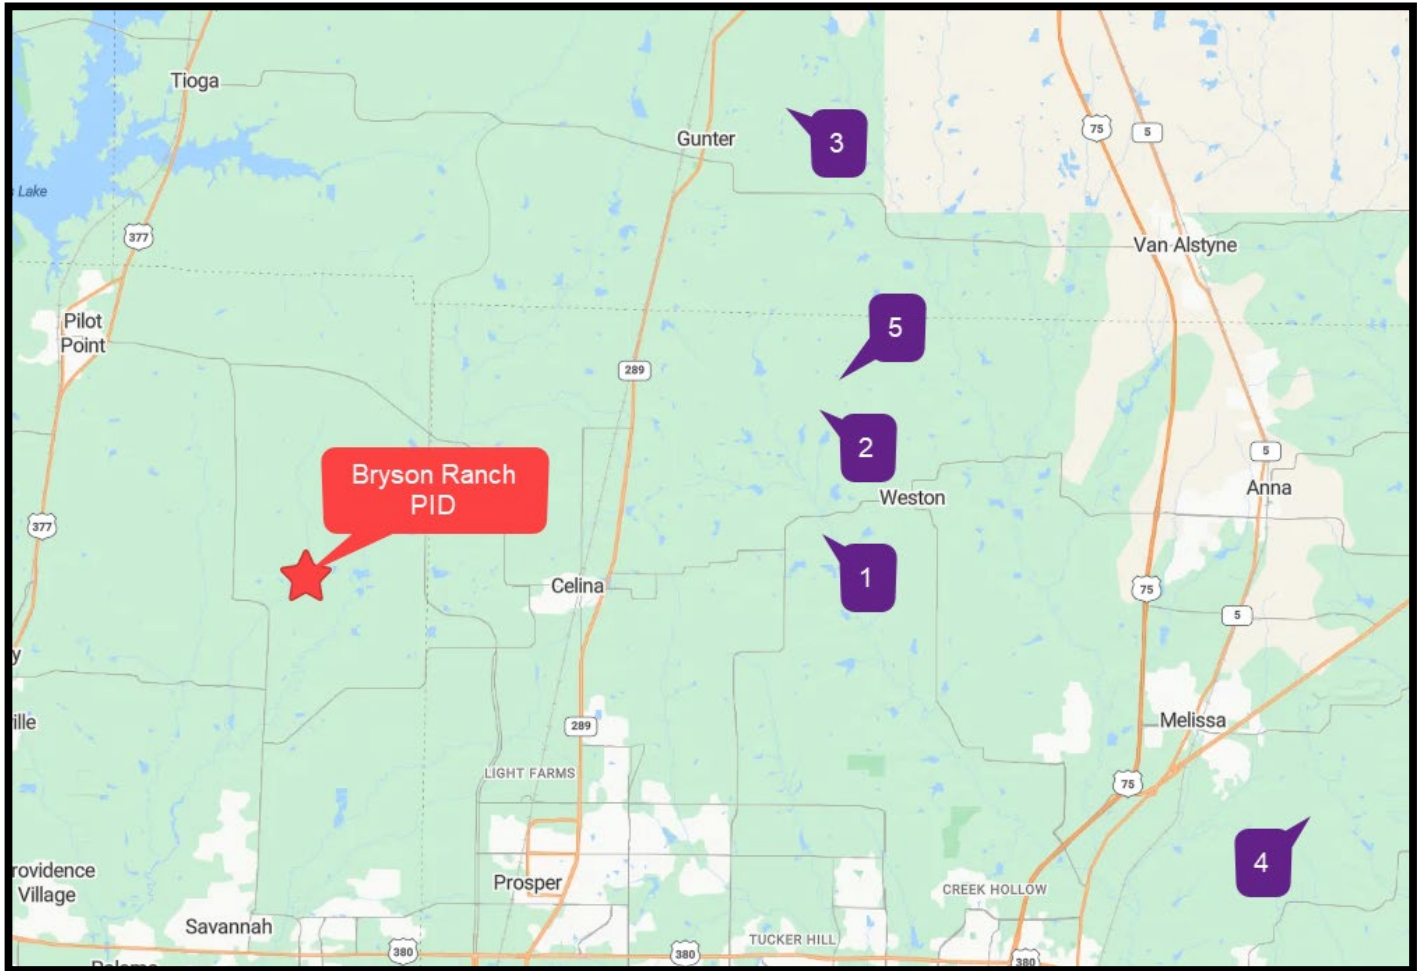 Tioga
Gunter
3
75
5
Lake
377
Van Alstyne
Pilot
Point
5
289
2
5
Bryson Ranch
PID
Weston
Anna
377
Celina
1
75
5
y
ille
289
Melissa
LIGHT FARMS
75
4
rovidence
Village
Prosper
CREEK HOLLOW
Savannah
TUCKER HILL
380
380
380